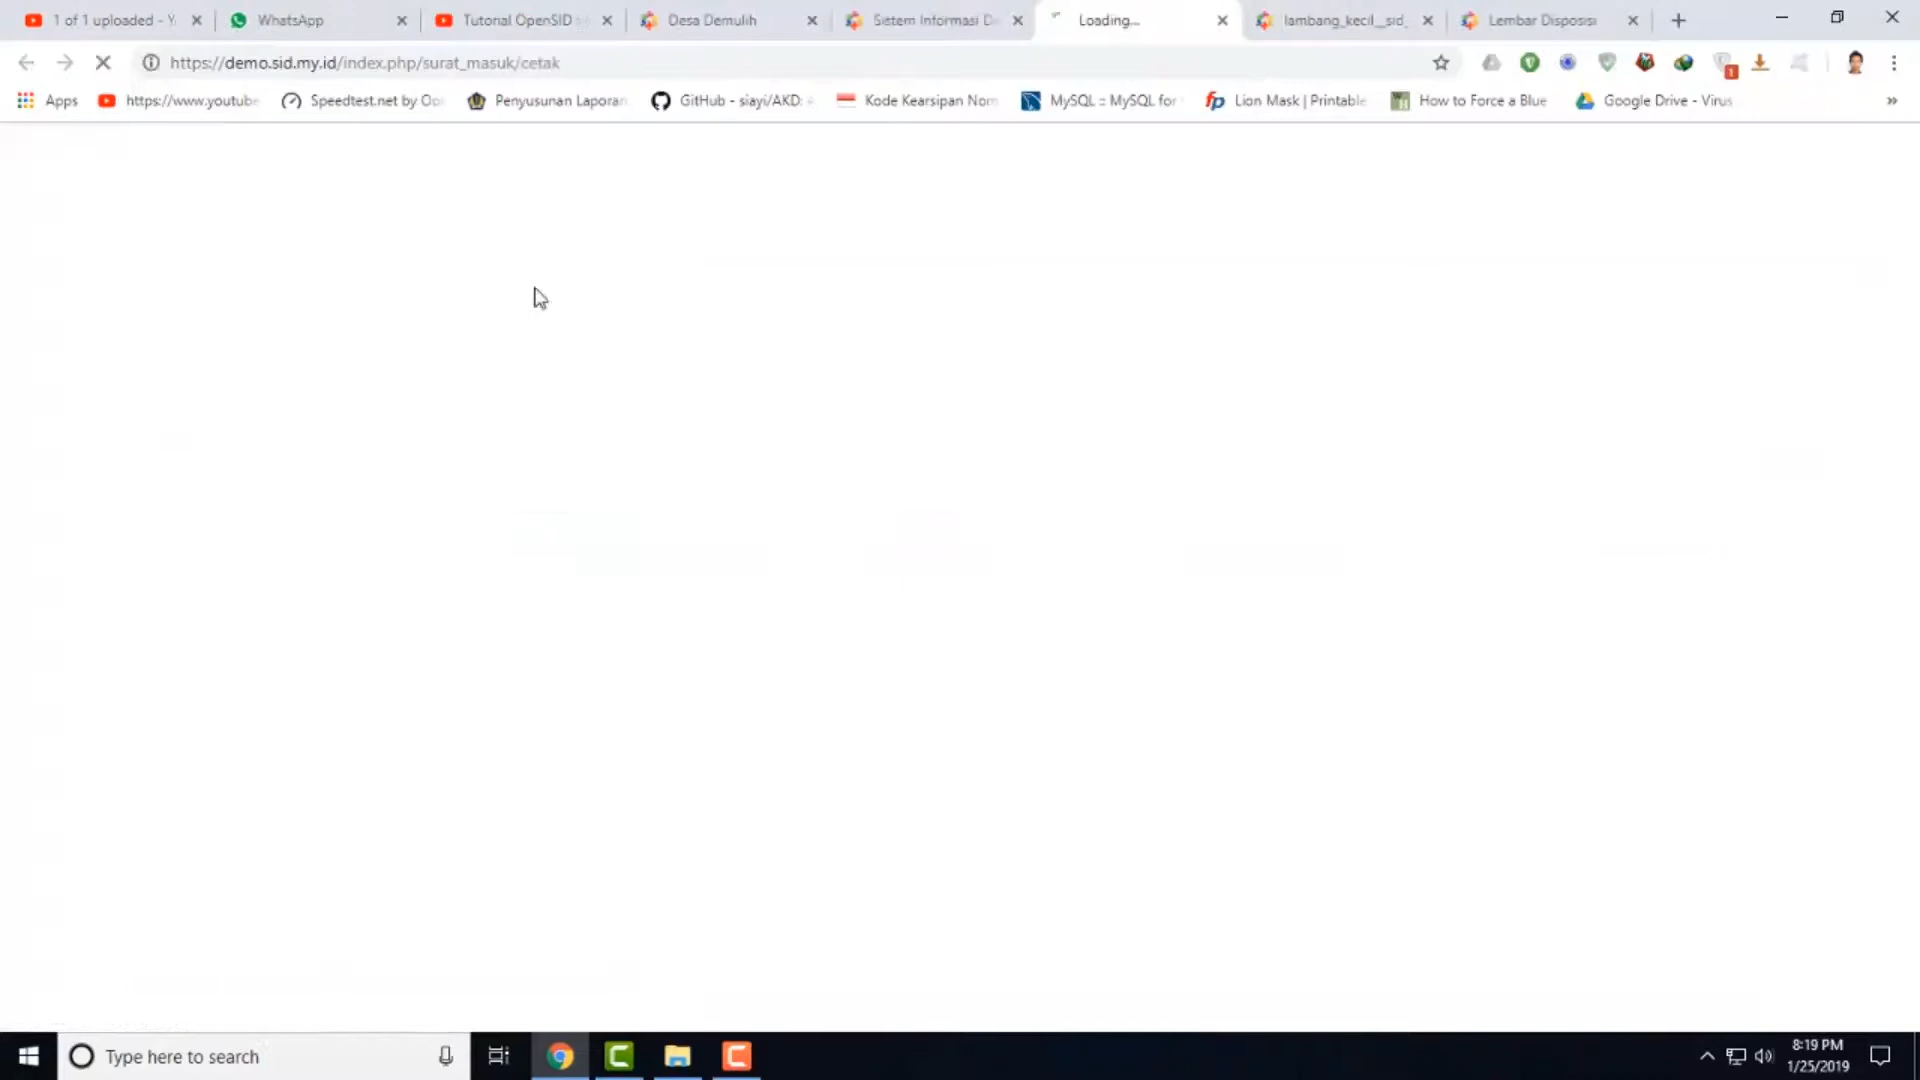 1 of 1 uploaded - Y
WhatsApp
Tutorial OpenSID
Desa Demulih
Sistem Informasi D
Loading...
lambang_kecil__sid_
Lembar Disposisi
https://demo.sid.my.id/index.php/surat_masuk/cetak
1
Apps
https://www.youtube
Speedtest.net by Oo
Penyusunan Laporan
GitHub - siayi/AKD:
Kode Kearsipan Nom
MySQL :: MySQL for
Lion Mask | Printable
How to Force a Blue
Google Drive - Virus
»
Type here to search
8:19 PM
1/25/2019